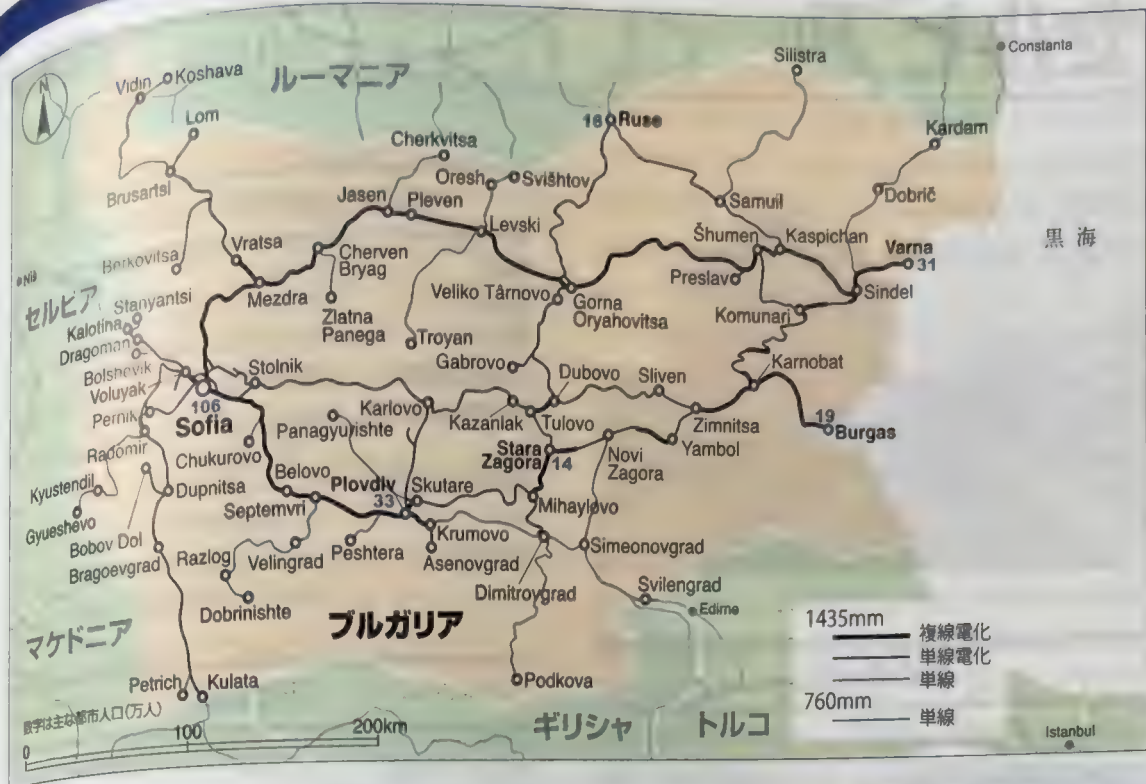 Constanta
ルーマニア
Silistra
Vidin
Koshava
Lom
N
18 Ruse
Kardam
Cherkvitsa
Oresh
Svištov
Brusartsi
Jasen
Pleven
Levski
Samuil
Dobrič
黒海
Šhumen
Kaspichan
Varna
31
Vratsa
Cherven
Bryag
Berkovitsa
Preslav
Niš
セルビア
Stanyantsi
Mezdra
Veliko Târnovo
Gorna
Oryahovitsa
Sindel
Kalotina
Dragoman
Zlatna
Panega
Troyan
Komunari
Bolshevik
Voluyak
Stolnik
Gabrovo
Dubovo
Sliven
Karnobat
Pernik
106
Sofia
Karlovo
Kazanlak
Tulovo
Zimnitsa
19
Burgas
Panagyurishte
Radomir
Chukurovo
Stara
Zagora
14
Novi
Zagora
Yambol
Belovo
Plovdiv
33
Skutare
Kyustendil
Dupnitsa
Septemvri
Mihaylovo
Gyueshevo
Krumovo
Bobov Dol
Razlog
Velingrad
Peshtera
Asenovgrad
Simeonovgrad
Bragoevgrad
Dimitroygrad
Svilengrad
Dobrinishte
Edirne
マケドニア
ブルガリア
1435mm
複線電化
単線電化
単線
760mm
単線
Petrich
Kulata
Podkova
数字は主な都市人口(万人)
0
100
200km
ギリシャ
トルコ
Istanbul